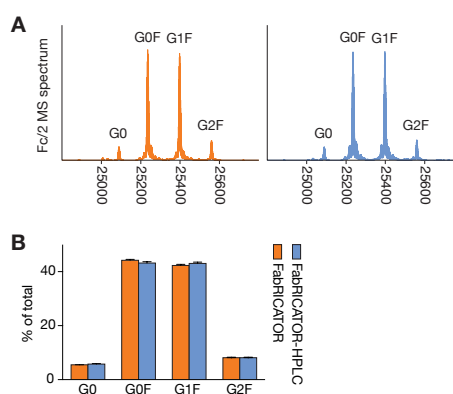 A
Fc/2 MS spectrum
G0
G0F
G1F
G2F
25000
25200
25400
25600
G0
G0F
G1F
G2F
25000
25200
25400
25600
B
% of total
40
20
0
G0
G0F
G1F
G2F
FabRICATOR
FabRICATOR-HPLC